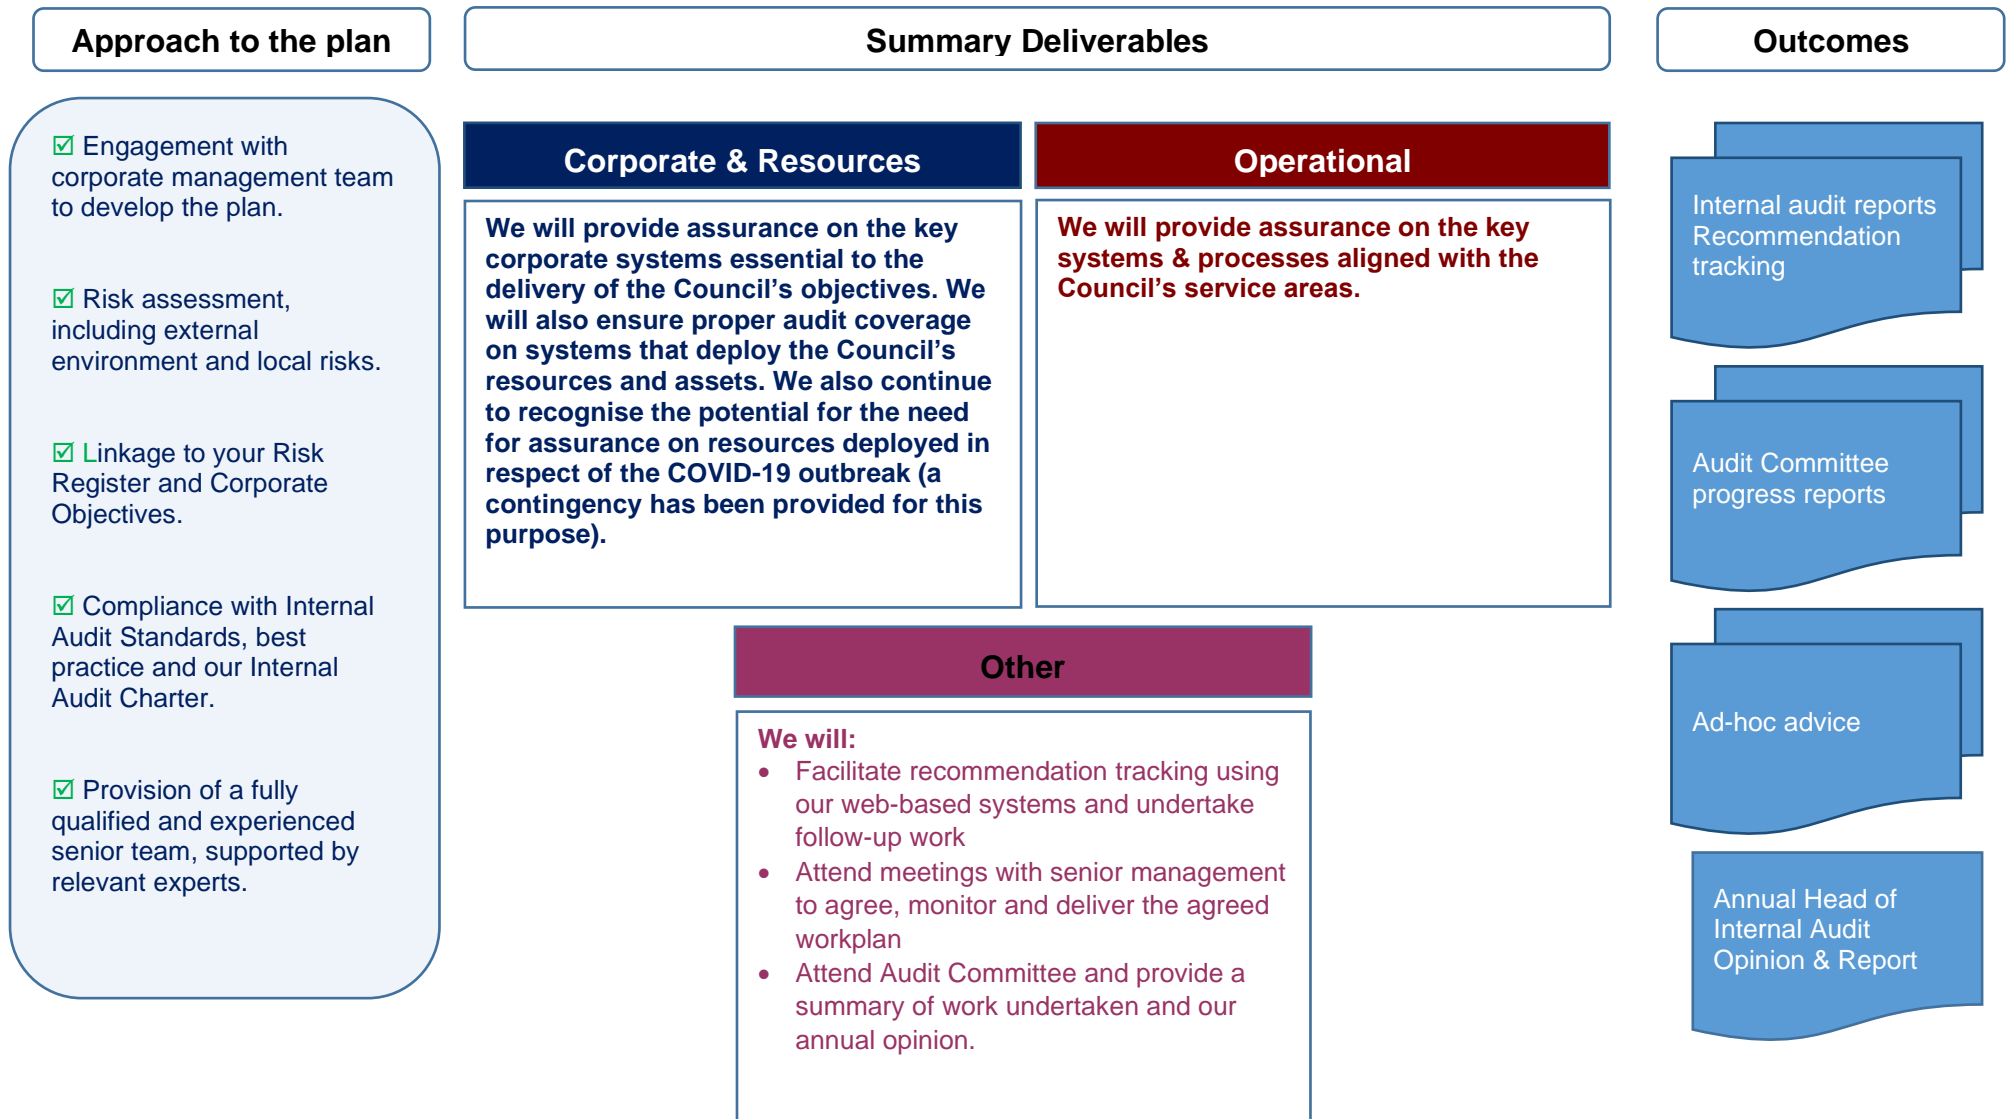 Approach to the plan
☑ Engagement with
corporate management team
to develop the plan.
☑ Risk assessment,
including external
environment and local risks.
☑ Linkage to your Risk
Register and Corporate
Objectives.
☑ Compliance with Internal
Audit Standards, best
practice and our Internal
Audit Charter.
☑ Provision of a fully
qualified and experienced
senior team, supported by
relevant experts.
Summary Deliverables
Corporate & Resources
We will provide assurance on the key
corporate systems essential to the
delivery of the Council’s objectives. We
will also ensure proper audit coverage
on systems that deploy the Council’s
resources and assets. We also continue
to recognise the potential for the need
for assurance on resources deployed in
respect of the COVID-19 outbreak (a
contingency has been provided for this
purpose).
Operational
We will provide assurance on the key
systems & processes aligned with the
Council’s service areas.
Other
We will:
• Facilitate recommendation tracking using
our web-based systems and undertake
follow-up work
• Attend meetings with senior management
to agree, monitor and deliver the agreed
workplan
• Attend Audit Committee and provide a
summary of work undertaken and our
annual opinion.
Outcomes
Internal audit reports
Recommendation
tracking
Audit Committee
progress reports
Ad-hoc advice
Annual Head of
Internal Audit
Opinion & Report